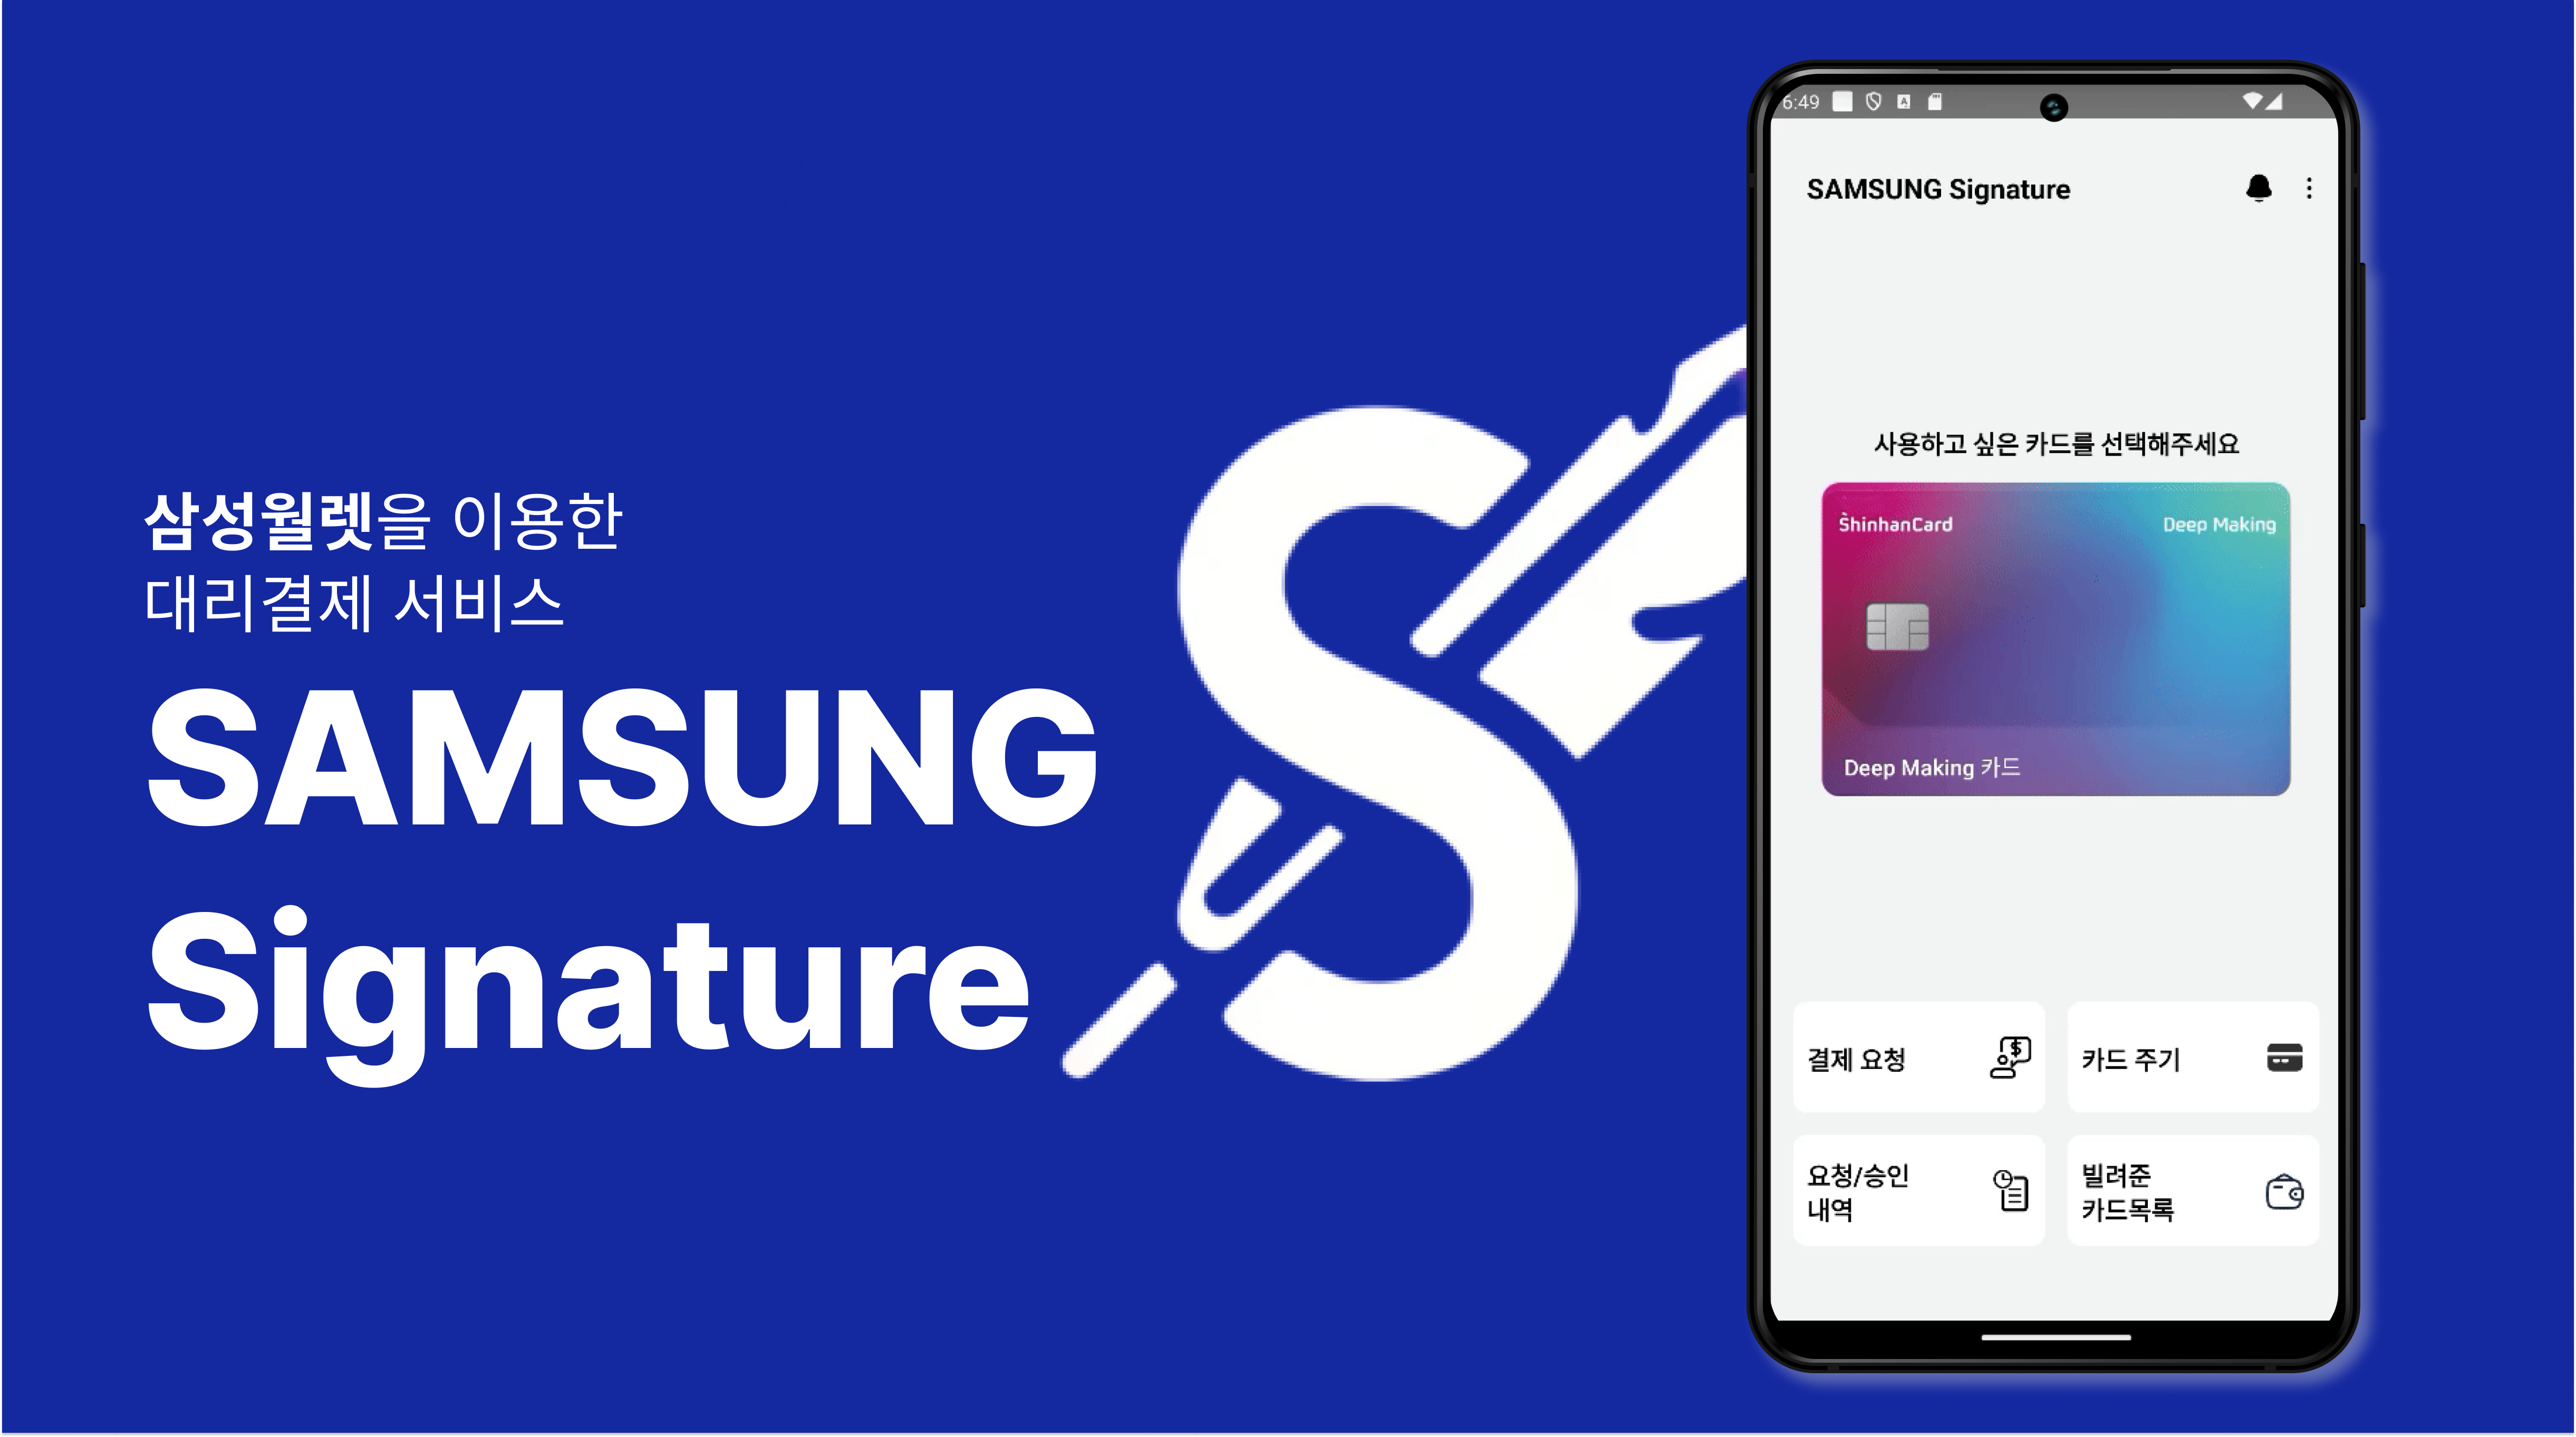 삼성월렛을 이용한
대리결제 서비스
SAMSUNG
Signature
6:49
SAMSUNG Signature
사용하고 싶은 카드를 선택해주세요
ShinhanCard
Deep Making
Deep Making 카드
결제 요청
카드 주기
요청/승인
내역
빌려준
카드목록